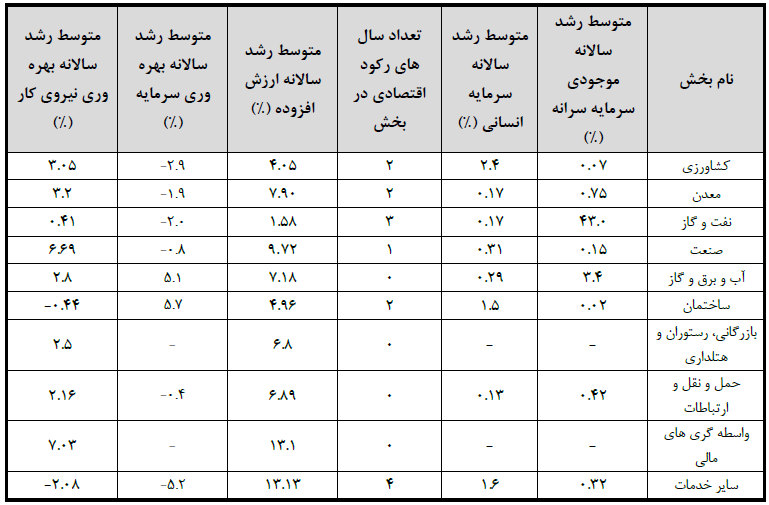 نام بخش
متوسط رشد
سالانه
موجودی
سرمایه سرانه
(٪)
متوسط رشد
سالانه
سرمایه
انسانی (٪)
تعداد سال
های رکود
اقتصادی در
بخش
متوسط رشد
سالانه ارزش
افزوده (٪)
متوسط رشد
سالانه بهره
وری سرمایه
(٪)
متوسط رشد
سالانه بهره
وری نیروی کار
(٪)
کشاورزی ۰.۰۷ ۲.۴ ۲ ۴.۰۵ -۲.۹ ۳.۰۵
معدن ۰.۷۵ ۰.۱۷ ۲ ۷.۹۰ -۱.۹ ۳.۲
نفت و گاز ۴۳.۰ ۰.۱۷ ۳ ۱.۵۸ -۲.۰ ۰.۴۱
صنعت ۰.۱۵ ۰.۳۱ ۱ ۹.۷۲ -۰.۸ ۶.۶۹
آب و برق و گاز ۳.۴ ۰.۲۹ ۰ ۷.۱۸ ۵.۱ ۲.۸
ساختمان ۰.۰۲ ۱.۵ ۲ ۴.۹۶ ۵.۷ -۰.۴۴
بازرگانی، رستوران و
هتلداری – – ۰ ۶.۸ - ۲.۵
حمل و نقل و
ارتباطات ۰.۴۲ ۰.۱۳ ۰ ۶.۸۹ -۰.۴ ۲.۱۶
واسطه گری های
مالی – – ۰ ۱۳.۱ - ۷.۰۳
سایر خدمات ۰.۳۲ ۱.۶ ۴ ۱۳.۱۳ -۵.۲ -۲.۰۸